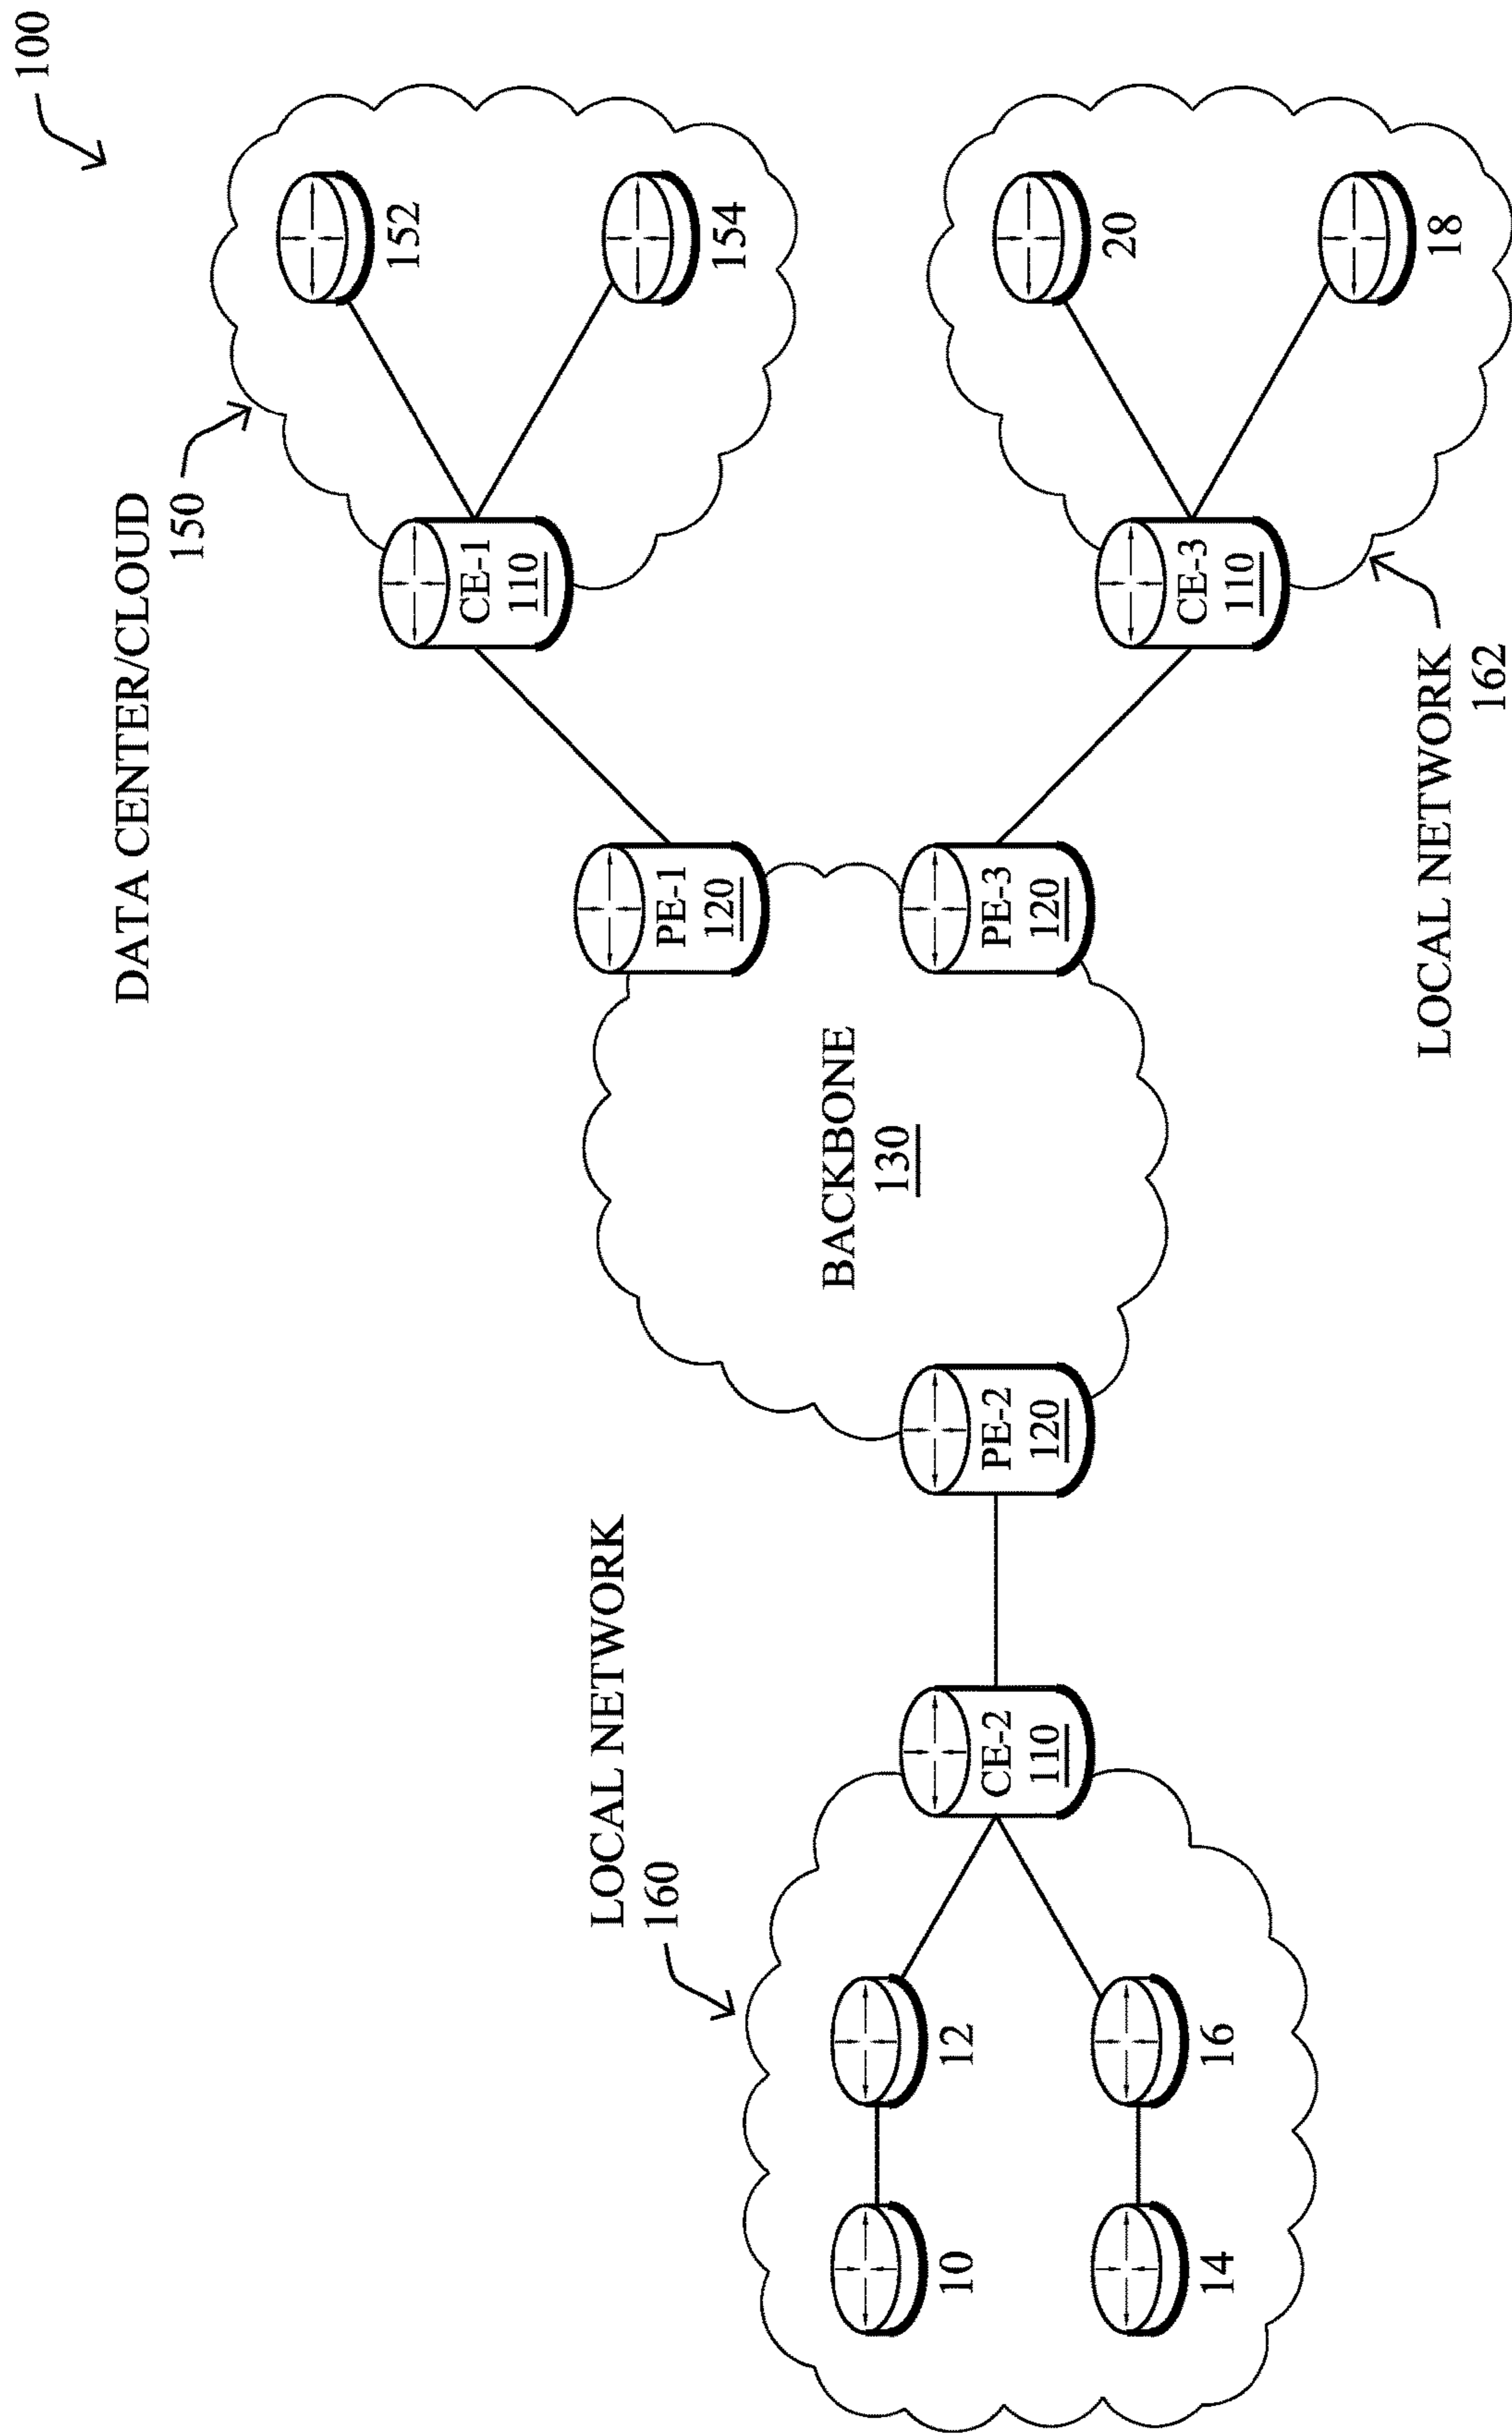 100
DATA CENTER/CLOUD
150
152
154
CE-1
110
PE-1
120
BACKBONE
130
PE-3
120
CE-3
110
20
18
LOCAL NETWORK
162
PE-2
120
LOCAL NETWORK
160
CE-2
110
12
16
10
14